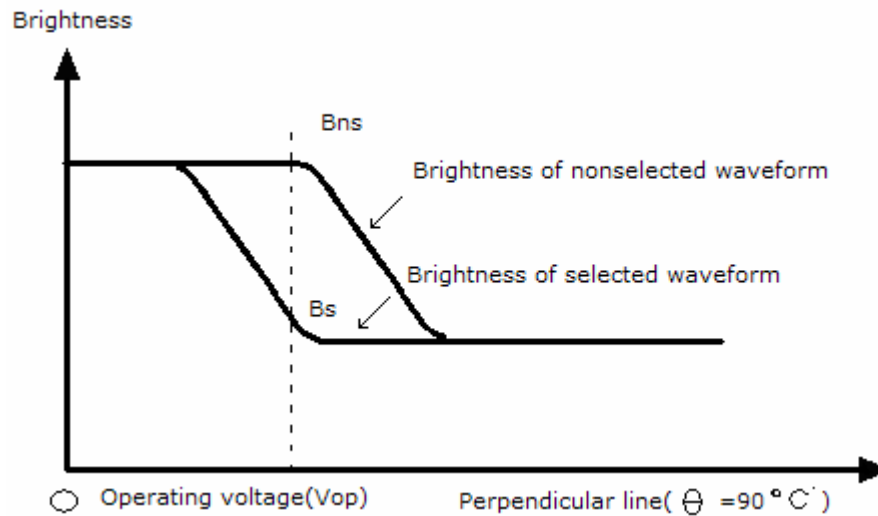 Brightness
Bns
Brightness of nonselected waveform
Brightness of selected waveform
Bs
O Operating voltage(Vop) Perpendicular line( θ =90°C)